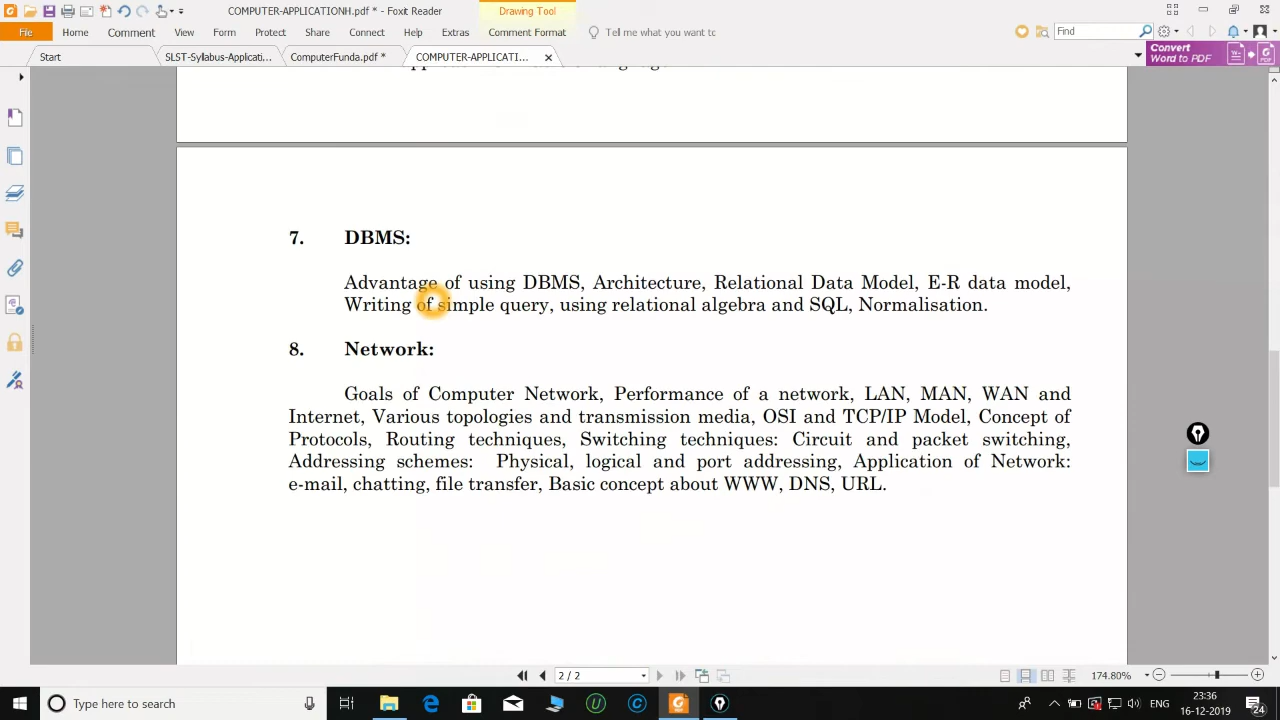 COMPUTER-APPLICATIONH.pdf * - Foxit Reader
Drawing Tool
File Home Comment View Form Protect Share Connect Help Extras Comment Format Tell me what you want tc Find
Start SLST-Syllabus-Applicati... ComputerFunda.pdf * COMPUTER-APPLICATI...
Convert
Word to PDF
7. DBMS:
Advantage of using DBMS, Architecture, Relational Data Model, E-R data model,
Writing of simple query, using relational algebra and SQL, Normalisation.
8. Network:
Goals of Computer Network, Performance of a network, LAN, MAN, WAN and
Internet, Various topologies and transmission media, OSI and TCP/IP Model, Concept of
Protocols, Routing techniques, Switching techniques: Circuit and packet switching,
Addressing schemes: Physical, logical and port addressing, Application of Network:
e-mail, chatting, file transfer, Basic concept about WWW, DNS, URL.
2 / 2
174.80%
Type here to search
ENG
23:36
16-12-2019
24